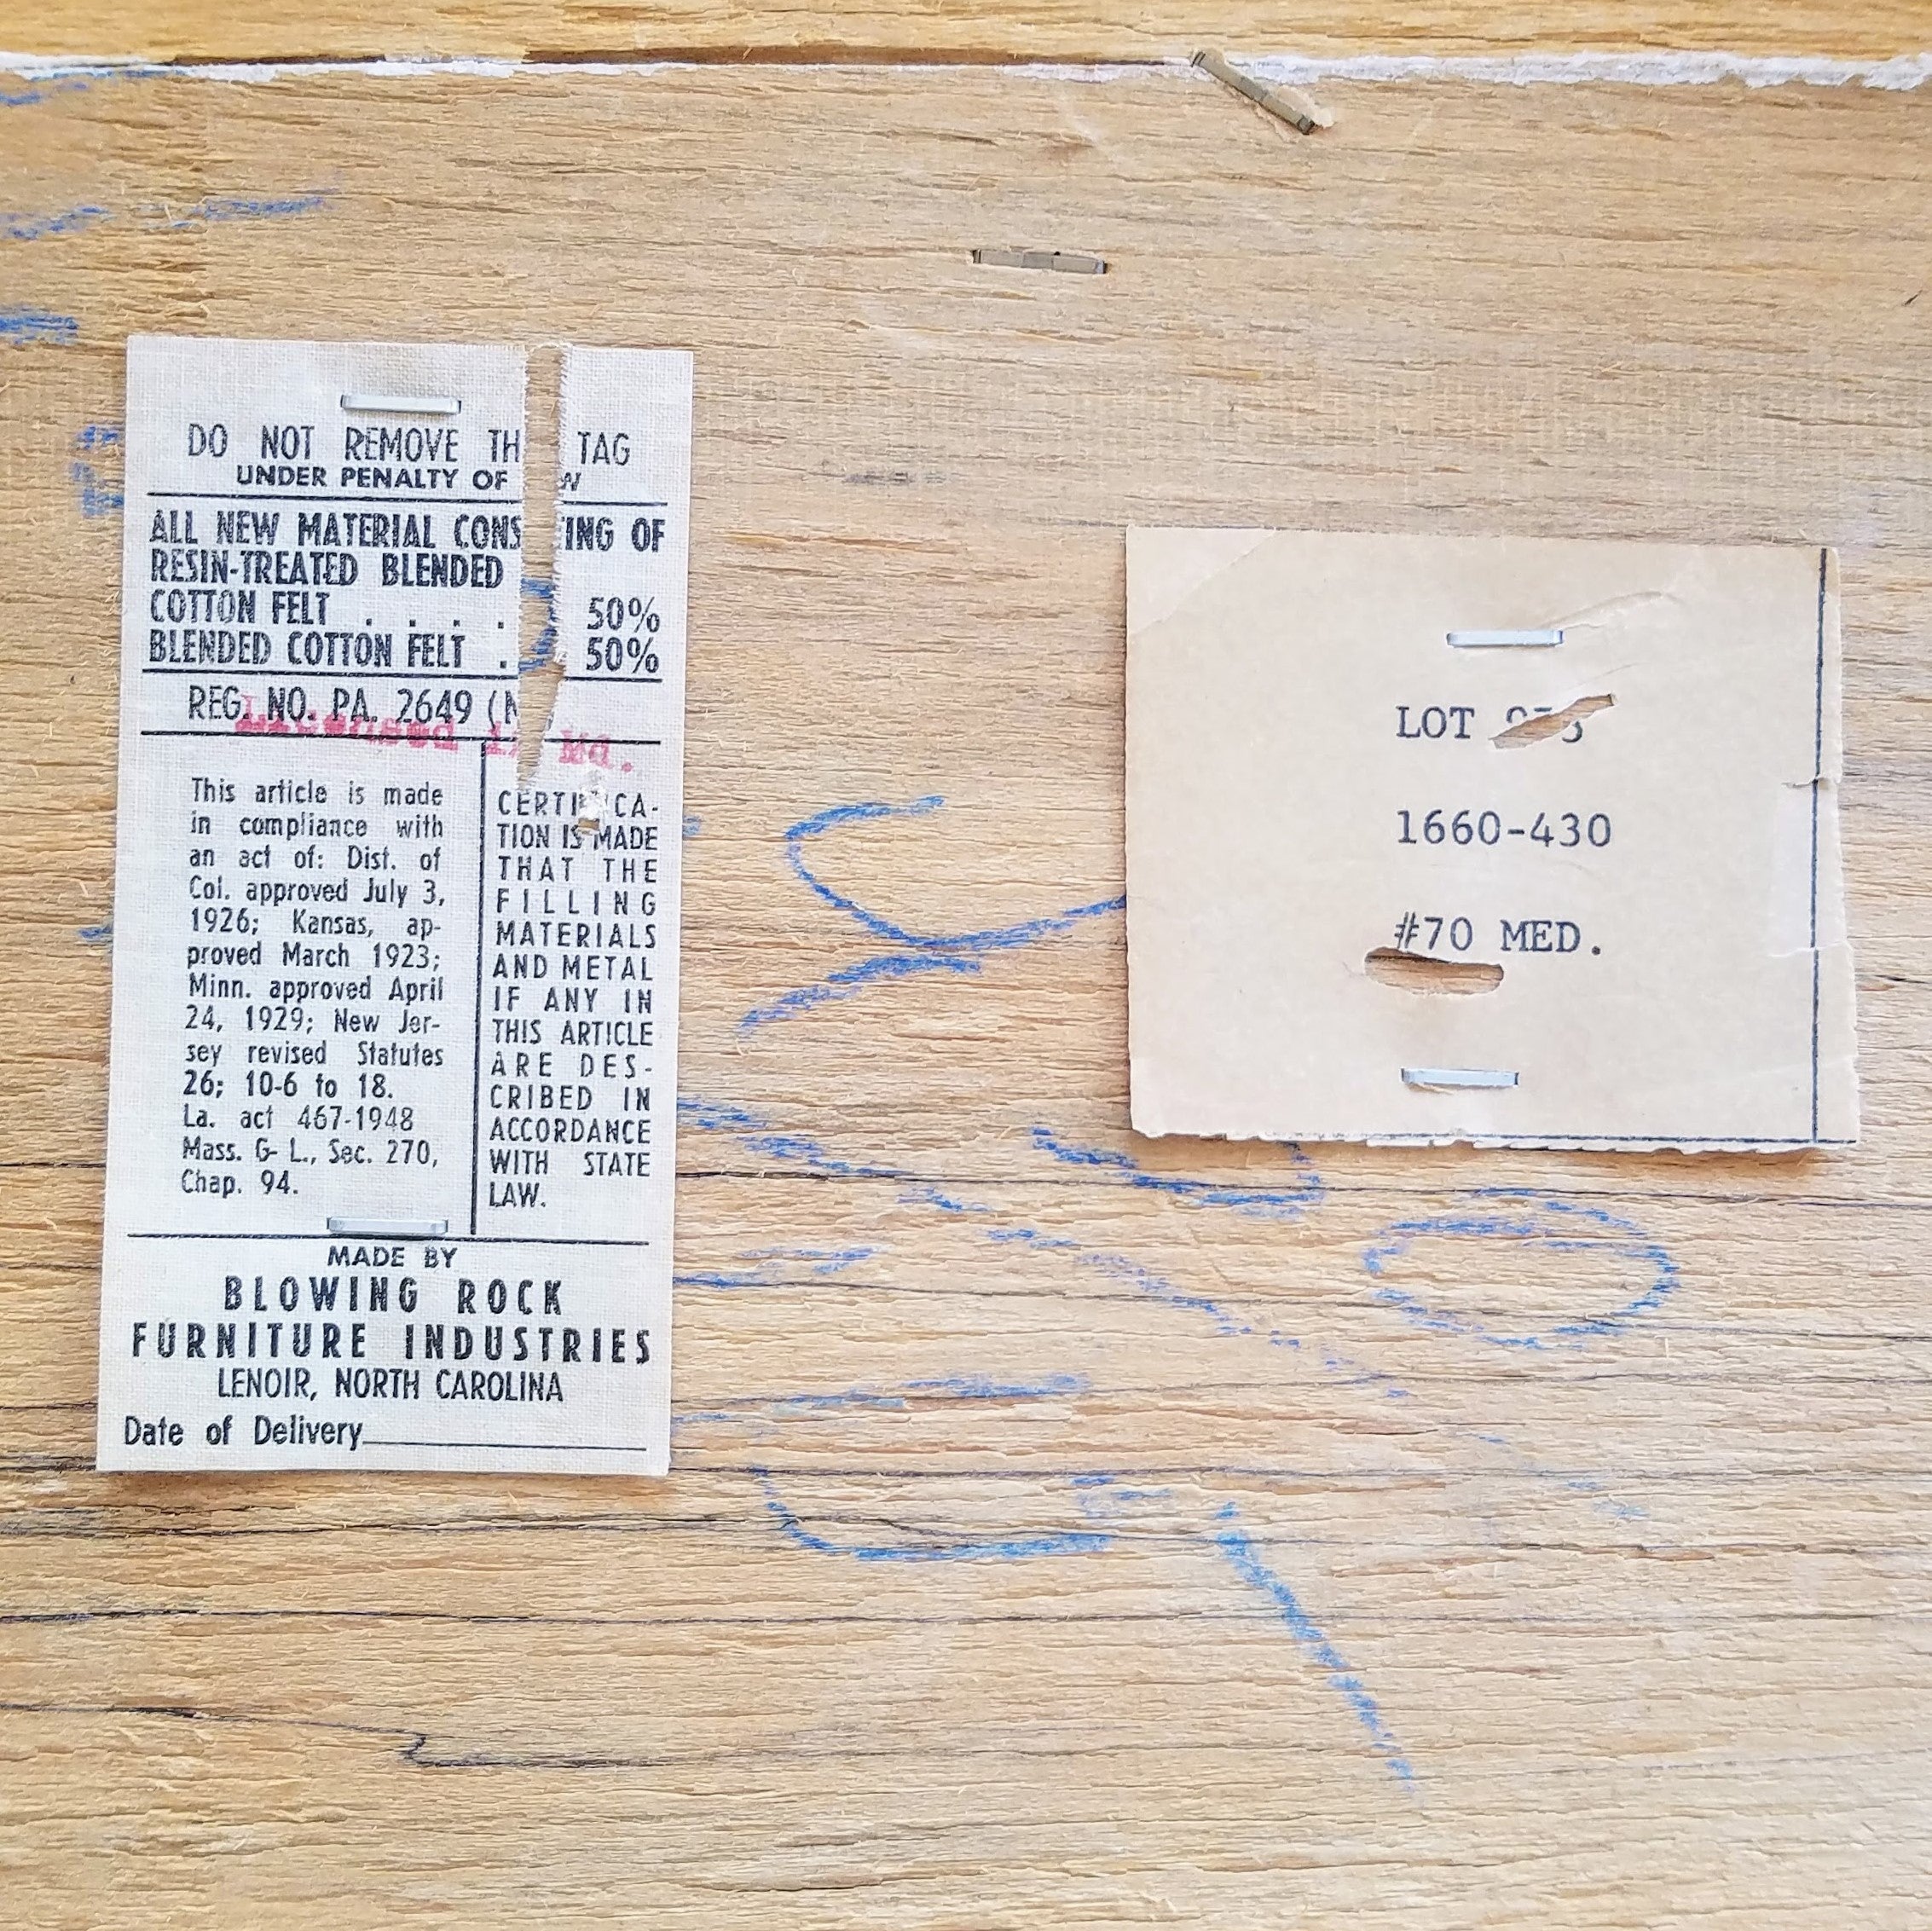 DO NOT REMOVE TH TAG
UNDER PENALTY OF W
ALL NEW MATERIAL CONS TING OF
RESIN-TREATED BLENDED
COTTON FELT . . . . 50%
BLENDED COTTON FELT . 50%
REG. NO. PA. 2649 (N
This article is made
in compliance with
an act of: Dist. of
Col. approved July 3,
1926; Kansas, ap-
proved March 1923;
Minn. approved April
24, 1929; New Jer-
sey revised Statutes
26; 10-6 to 18.
La. act 467-1948
Mass. G- L., Sec. 270,
Chap. 94.
CERTIFICA-
TION IS MADE
THAT THE
FILLING
MATERIALS
AND METAL
IF ANY IN
THIS ARTICLE
ARE DES-
CRIBED IN
ACCORDANCE
WITH STATE
LAW.
MADE BY
BLOWING ROCK
FURNITURE INDUSTRIES
LENOIR, NORTH CAROLINA
Date of Delivery
LOT
1660-430
#70 MED.